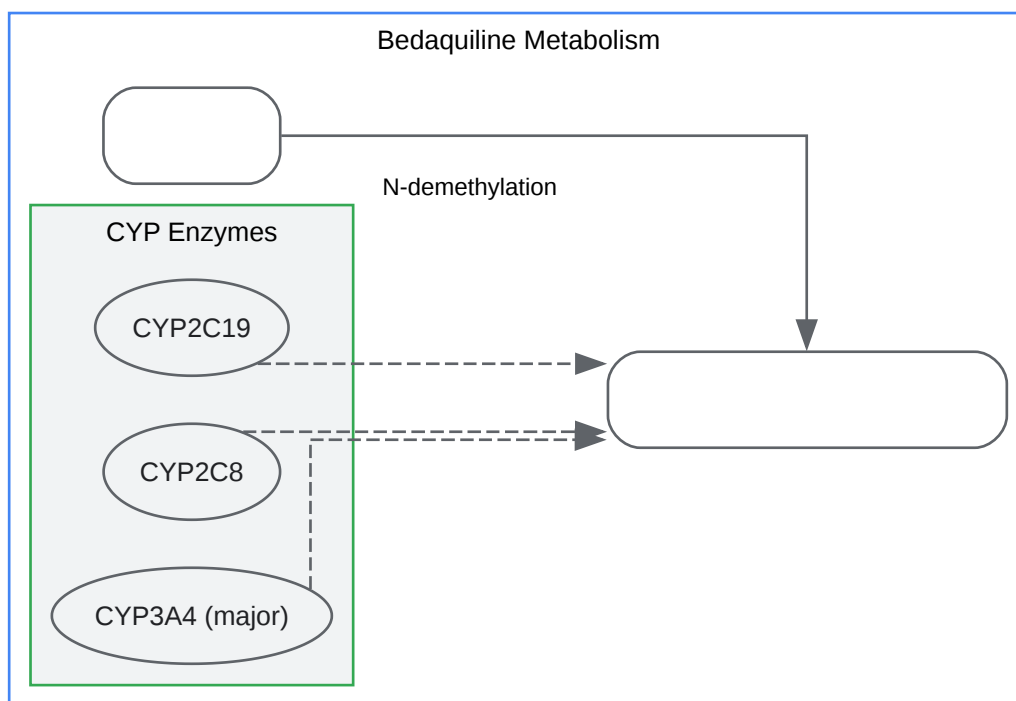 Bedaquiline Metabolism
N-demethylation
CYP Enzymes
CYP2C19
CYP2C8
CYP3A4 (major)